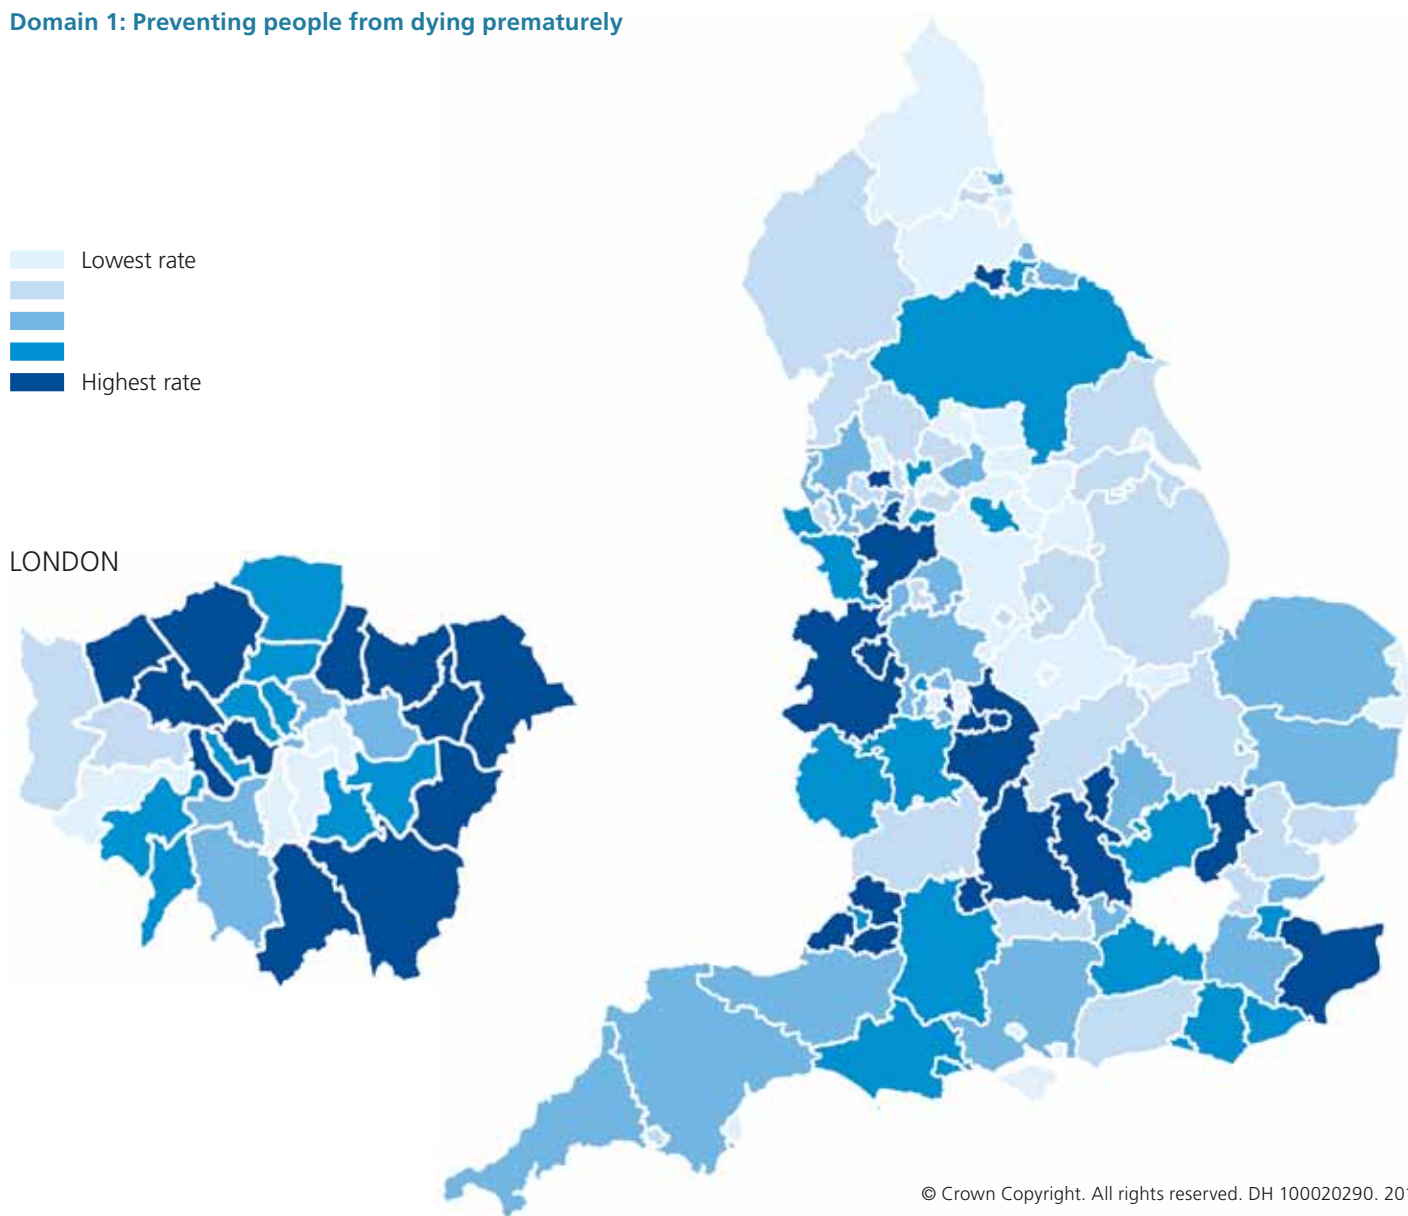 Domain 1: Preventing people from dying prematurely
Lowest rate
Highest rate
LONDON
© Crown Copyright. All rights reserved. DH 100020290. 201